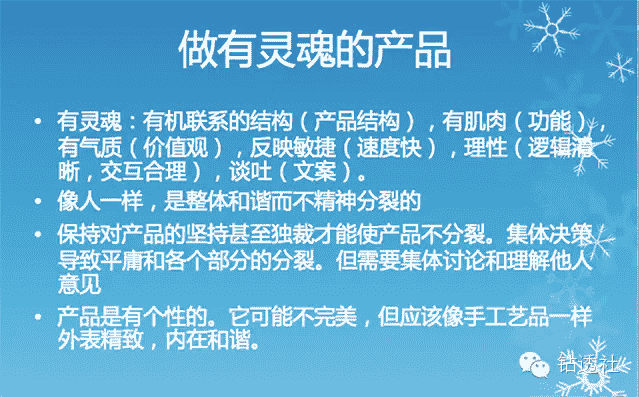 做有灵魂的产品
• 有灵魂：有机联系的结构（产品结构），有肌肉（功能），
有气质（价值观），反映敏捷（速度快），理性（逻辑清
晰，交互合理），谈吐（文案）。
• 像人一样，是整体和谐而不精神分裂的
• 保持对产品的坚持甚至独裁才能使产品不分裂。集体决策
导致平庸和各个部分的分裂。但需要集体讨论和理解他人
意见
• 产品是有个性的。它可能不完美，但应该像手工艺品一样
外表精致，内在和谐。
钻透社